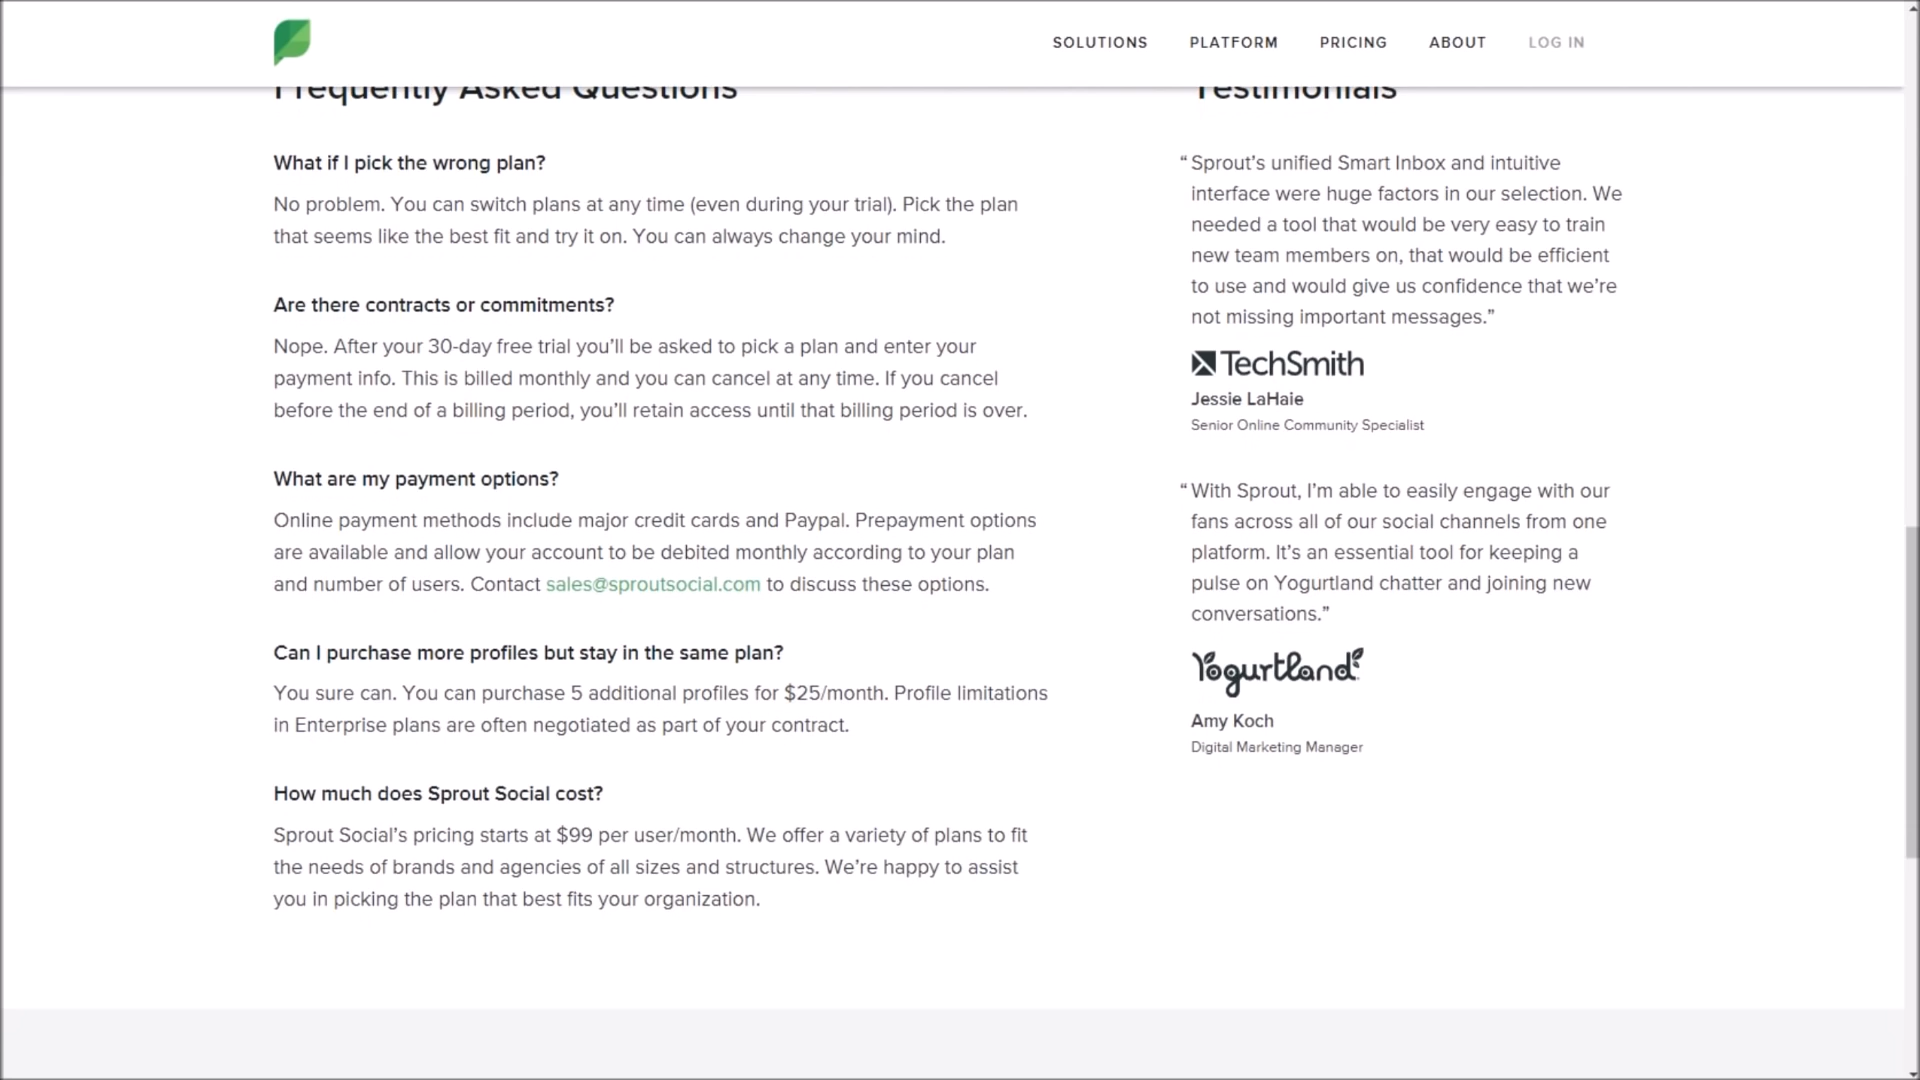 SOLUTIONS PLATFORM PRICING ABOUT LOG IN
Frequently Asked Questions
What if I pick the wrong plan?
No problem. You can switch plans at any time (even during your trial). Pick the plan
that seems like the best fit and try it on. You can always change your mind.
Are there contracts or commitments?
Nope. After your 30-day free trial you’ll be asked to pick a plan and enter your
payment info. This is billed monthly and you can cancel at any time. If you cancel
before the end of a billing period, you’ll retain access until that billing period is over.
What are my payment options?
Online payment methods include major credit cards and Paypal. Prepayment options
are available and allow your account to be debited monthly according to your plan
and number of users. Contact sales@sproutsocial.com to discuss these options.
Can I purchase more profiles but stay in the same plan?
You sure can. You can purchase 5 additional profiles for $25/month. Profile limitations
in Enterprise plans are often negotiated as part of your contract.
How much does Sprout Social cost?
Sprout Social’s pricing starts at $99 per user/month. We offer a variety of plans to fit
the needs of brands and agencies of all sizes and structures. We’re happy to assist
you in picking the plan that best fits your organization.
Testimonials
“Sprout’s unified Smart Inbox and intuitive
interface were huge factors in our selection. We
needed a tool that would be very easy to train
new team members on, that would be efficient
to use and would give us confidence that we’re
not missing important messages.”
TechSmith
Jessie LaHaie
Senior Online Community Specialist
“With Sprout, I’m able to easily engage with our
fans across all of our social channels from one
platform. It’s an essential tool for keeping a
pulse on Yogurtland chatter and joining new
conversations.”
Yogurtland
Amy Koch
Digital Marketing Manager